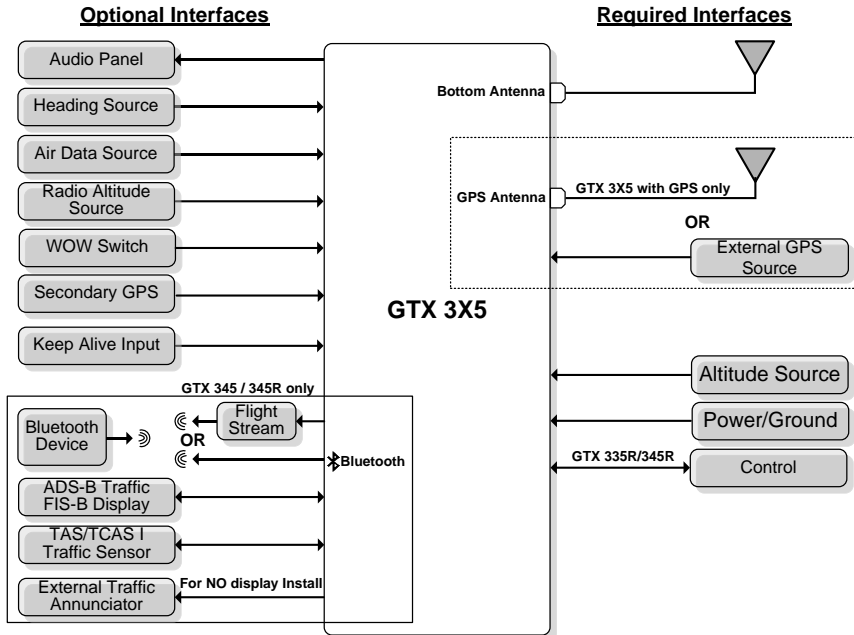 Optional Interfaces
Required Interfaces
Audio Panel
Heading Source
Air Data Source
Radio Altitude
Source
WOW Switch
Secondary GPS
Keep Alive Input
GTX 345 / 345R only
Bluetooth
Device
Flight
Stream
OR
Bluetooth
ADS-B Traffic
FIS-B Display
TAS/TCAS I
Traffic Sensor
External Traffic
Annunciator
For NO display Install
GTX 3X5
Bottom Antenna
GPS Antenna
GTX 3X5 with GPS only
OR
External GPS
Source
Altitude Source
Power/Ground
GTX 335R/345R
Control